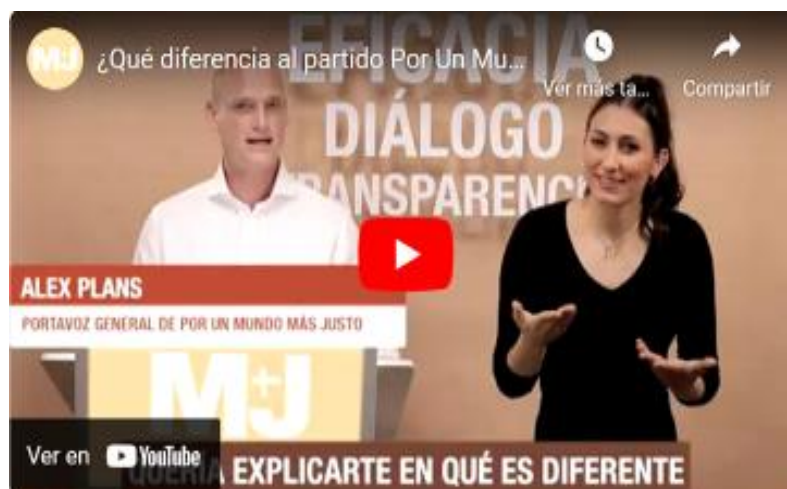 M+J
¿Qué diferencia al partido Por Un Mu...
Ver más ta...
Compartir
EFICACIA
DIÁLOGO
TRANSPARENCI
ALEX PLANS
PORTAVOZ GENERAL DE POR UN MUNDO MÁS JUSTO
M+J
Ver en YouTube
QUERÍA EXPLICARTE EN QUÉ ES DIFERENTE